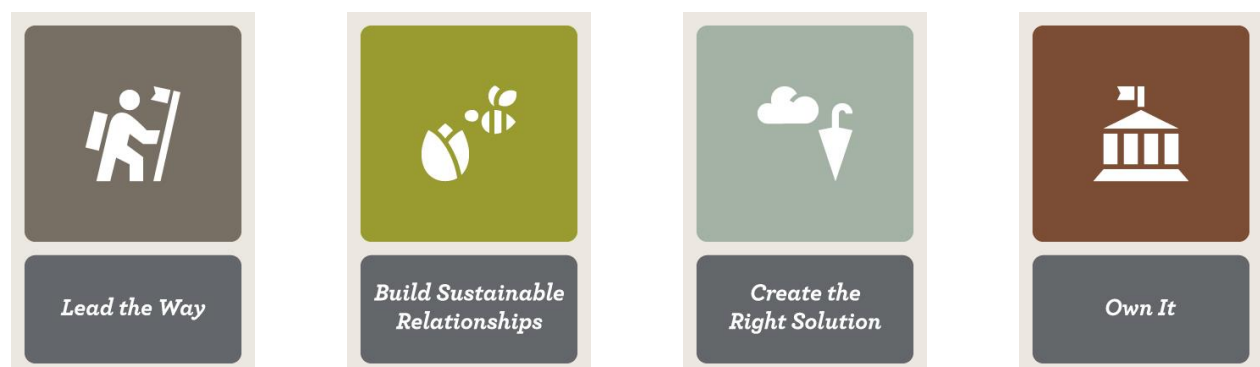 Lead the Way
Build Sustainable
Relationships
Create the
Right Solution
Own It